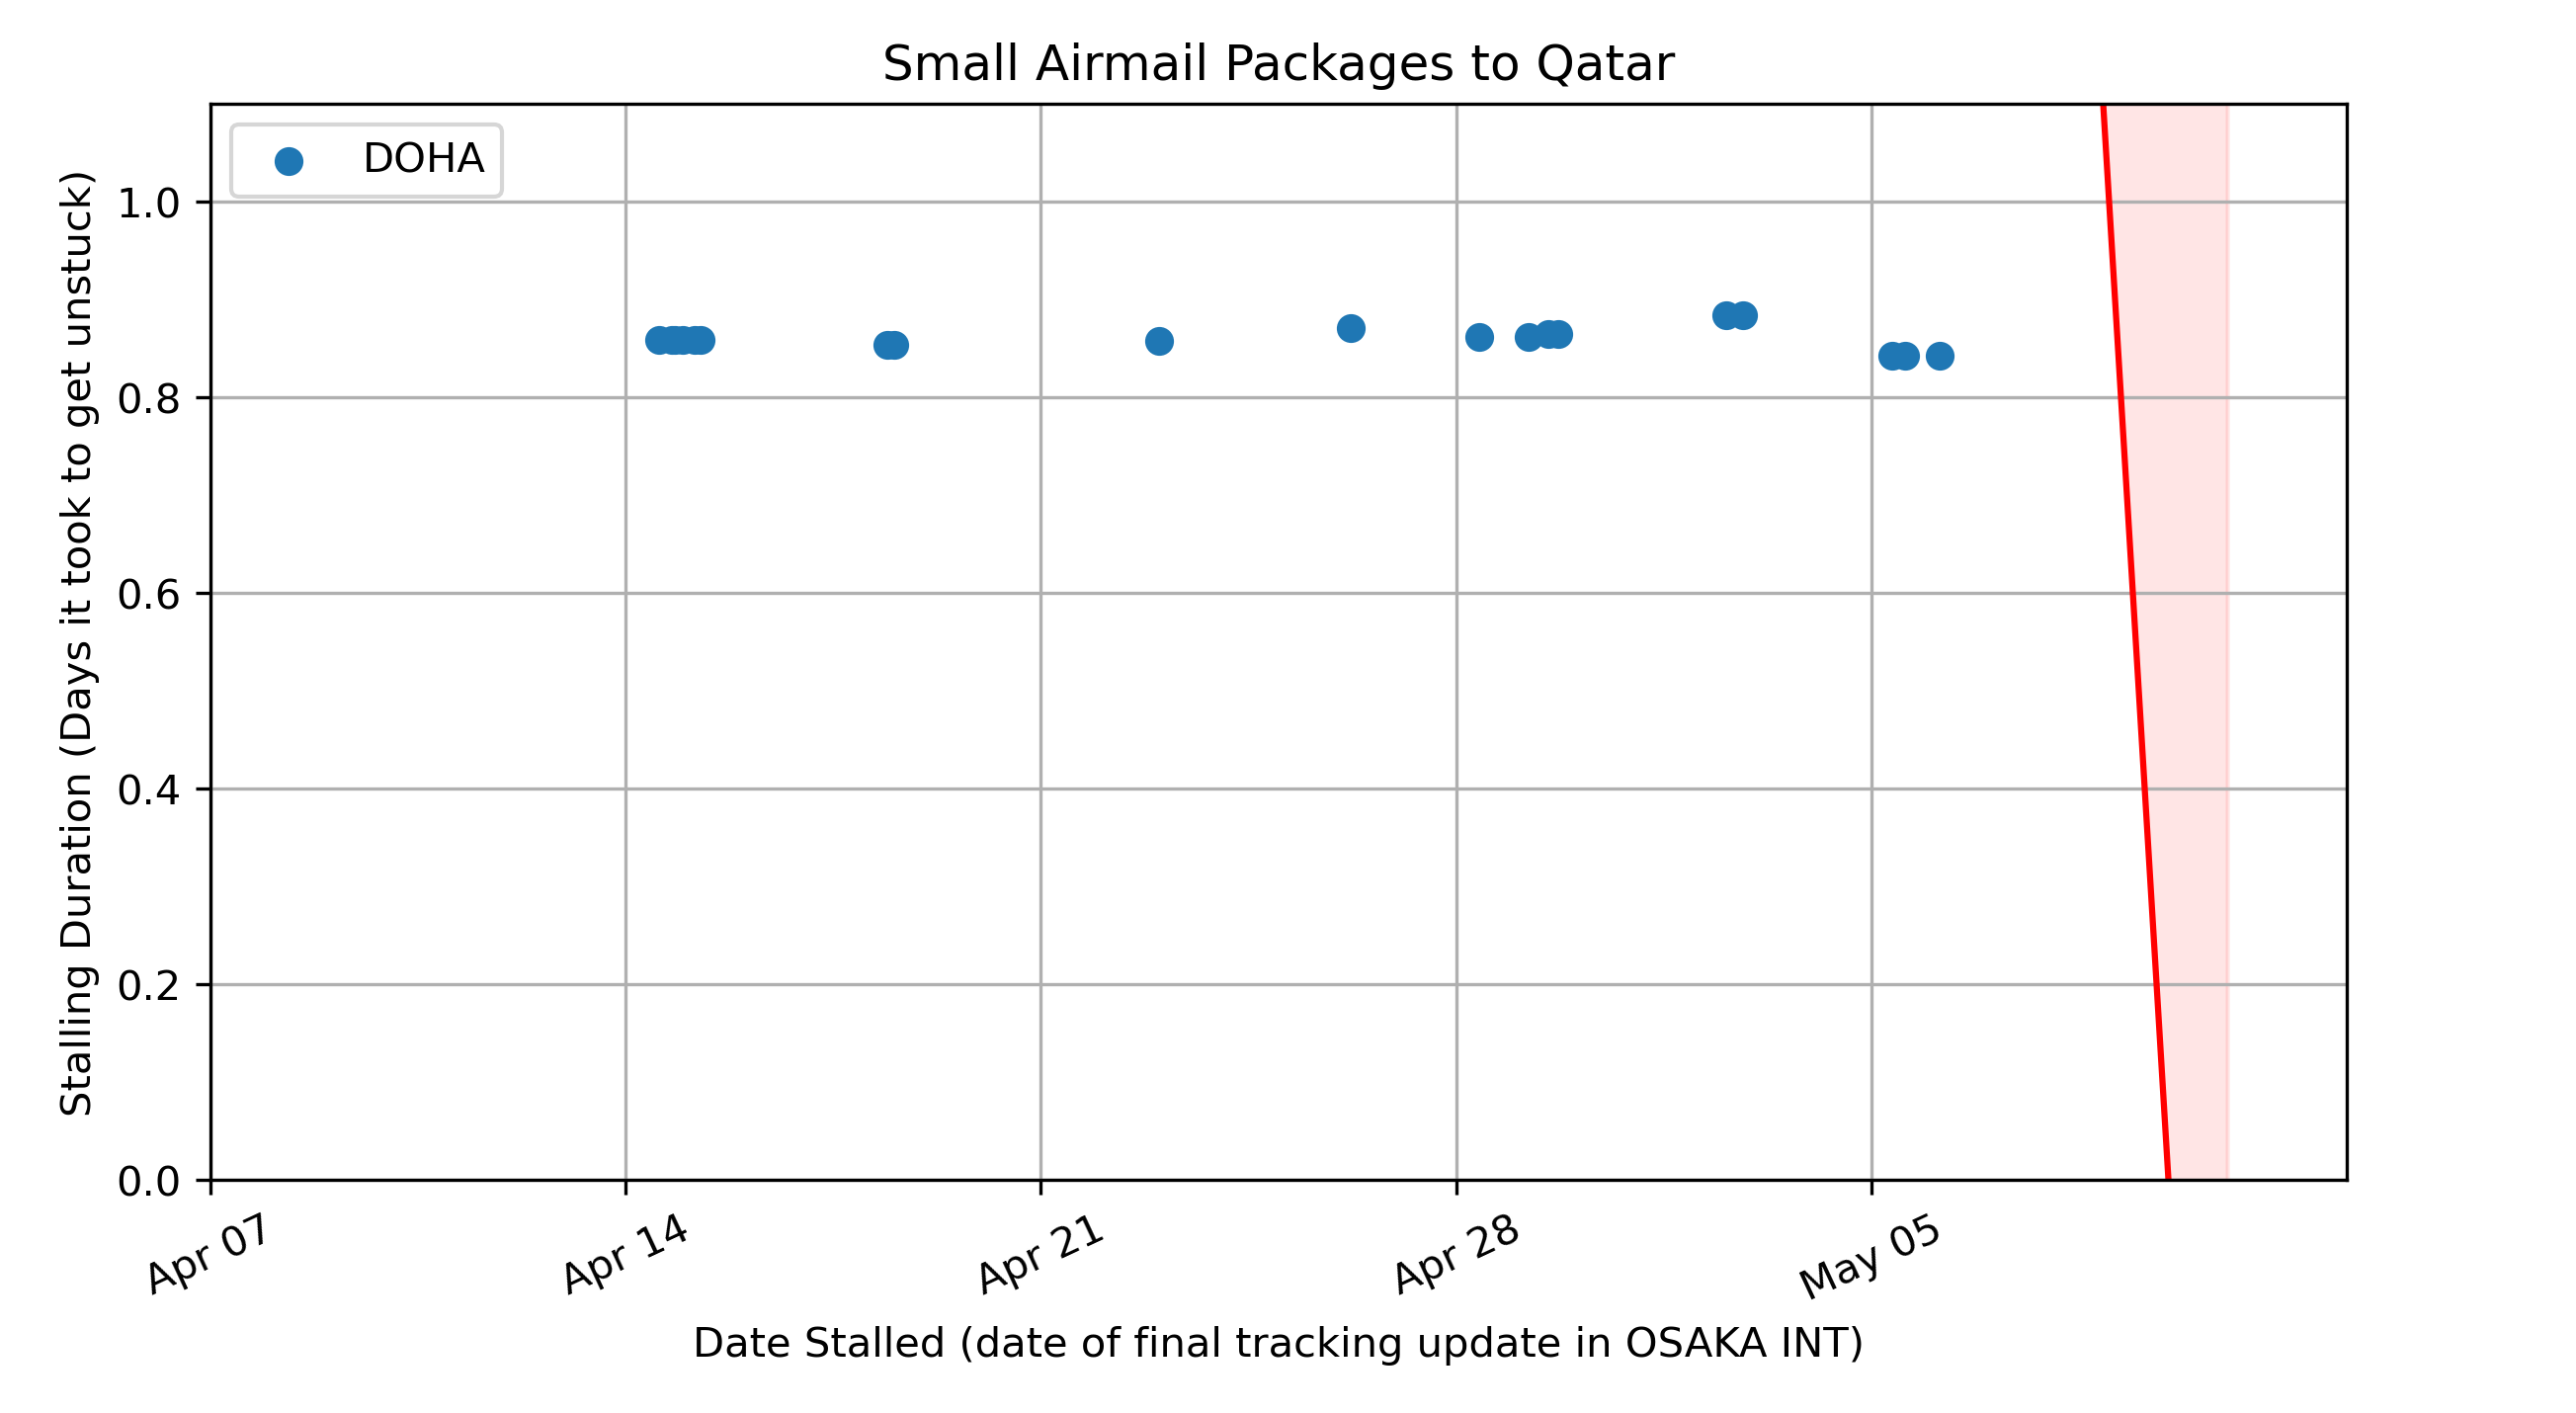 Small Airmail Packages to Qatar
DOHA
Stalling Duration (Days it took to get unstuck)
1.0
0.8
0.6
0.4
0.2
0.0
Apr 07
Apr 14
Apr 21
Apr 28
May 05
Date Stalled (date of final tracking update in OSAKA INT)